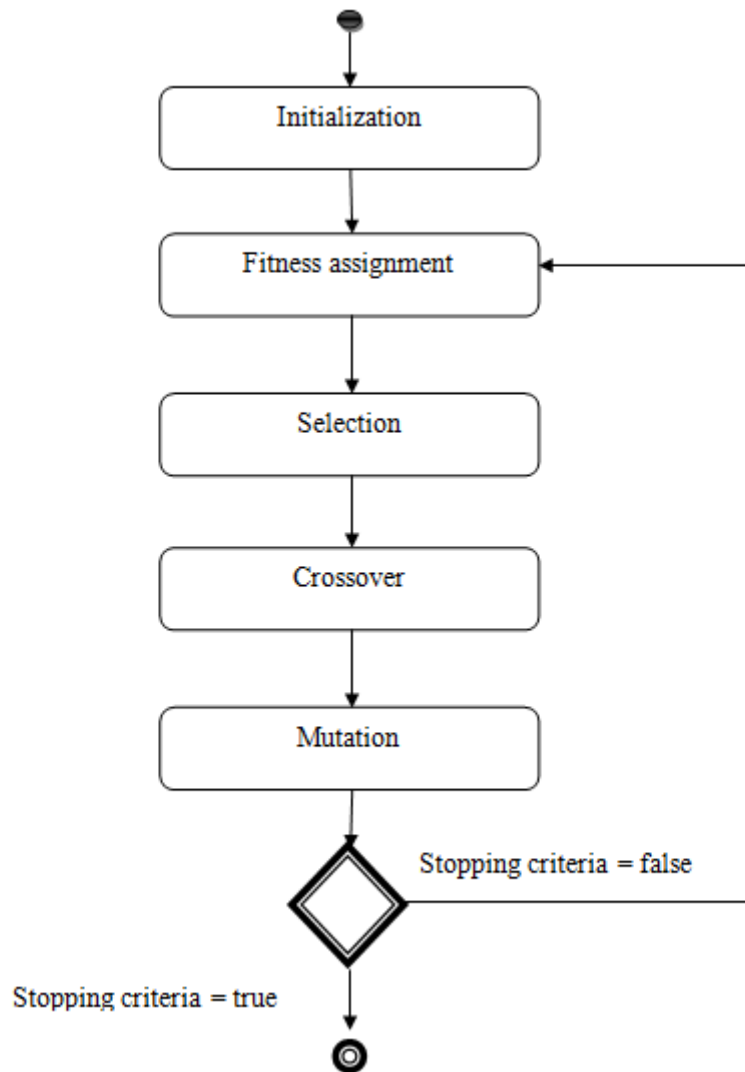 Initialization
Fitness assignment
Selection
Crossover
Mutation
Stopping criteria = false
Stopping criteria = true